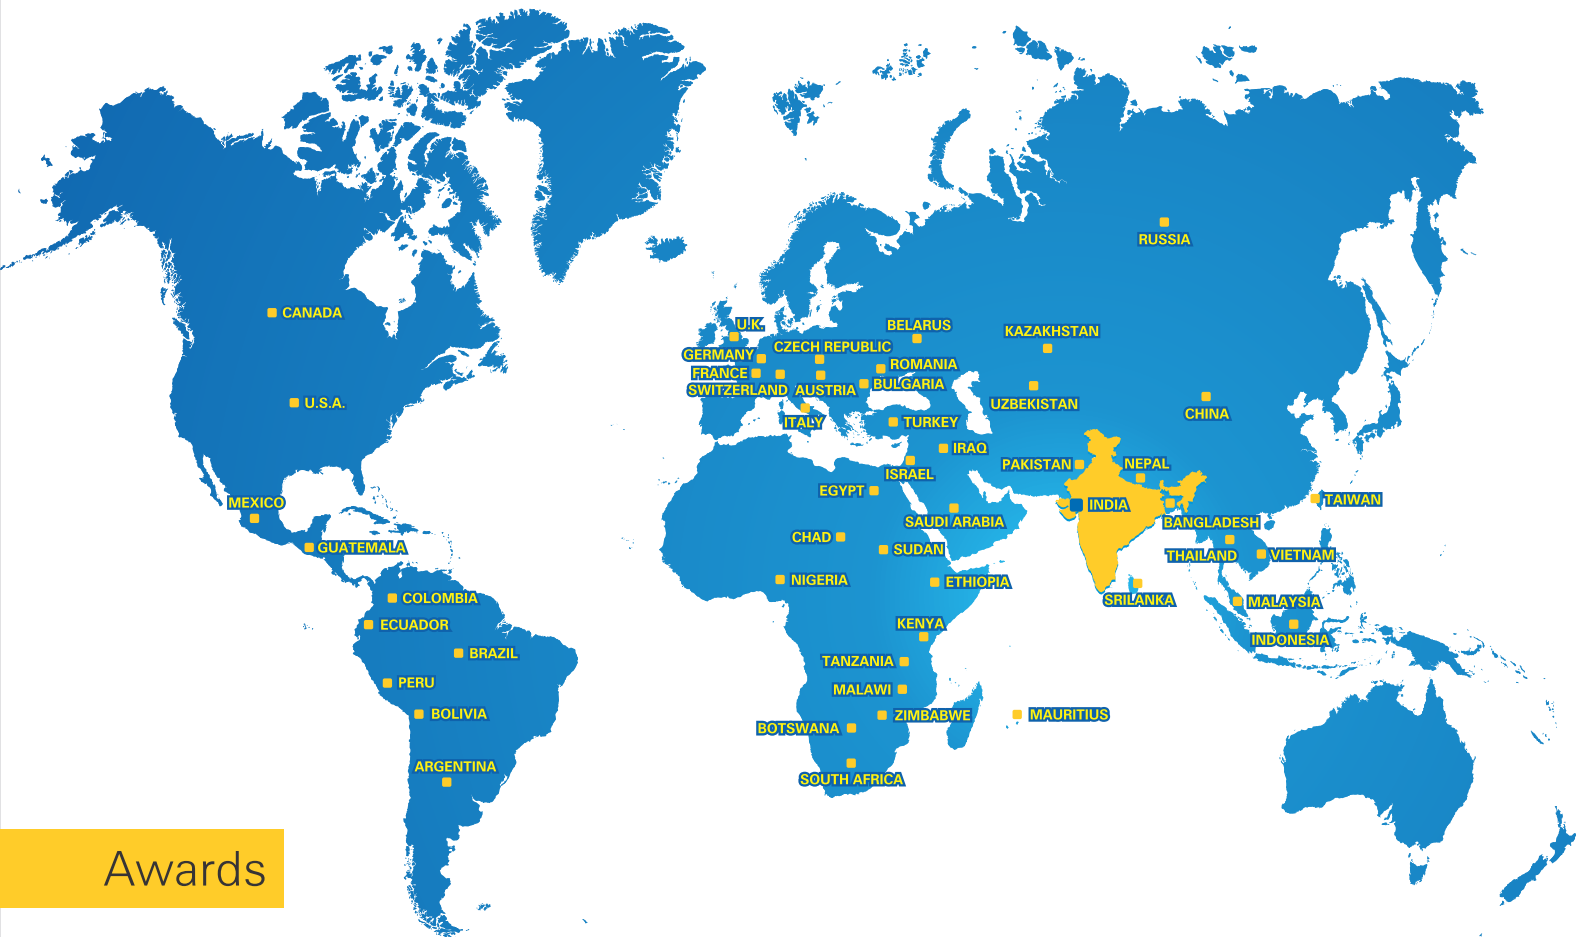 RUSSIA
CANADA
U.K.
BELARUS
KAZAKHSTAN
CZECH REPUBLIC
GERMANY
ROMANIA
FRANCE
BULGARIA
SWITZERLAND
AUSTRIA
U.S.A.
UZBEKISTAN
CHINA
ITALY
TURKEY
IRAQ
PAKISTAN
NEPAL
ISRAEL
EGYPT
MEXICO
INDIA
TAIWAN
SAUDI ARABIA
BANGLADESH
CHAD
GUATEMALA
SUDAN
THAILAND
VIETNAM
NIGERIA
ETHIOPIA
COLOMBIA
SRILANKA
MALAYSIA
ECUADOR
KENYA
INDONESIA
BRAZIL
TANZANIA
PERU
MALAWI
BOLIVIA
ZIMBABWE
MAURITIUS
BOTSWANA
ARGENTINA
SOUTH AFRICA
Awards